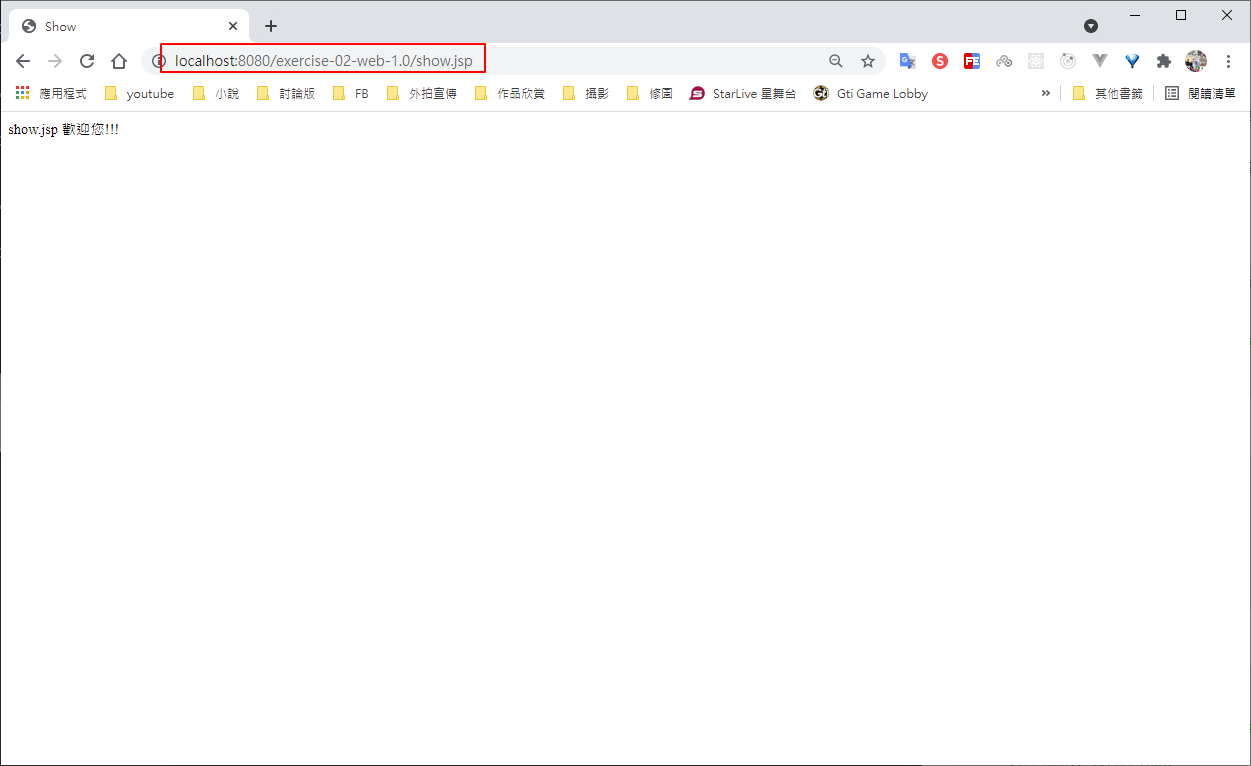 Show
localhost:8080/exercise-02-web-1.0/show.jsp
應用程式 youtube 小說 討論版 FB 外拍宣傳 作品欣賞 攝影 修圖 StarLive 星舞台 Gti Game Lobby » 其他書籤 閱讀清單
show.jsp 歡迎您!!!